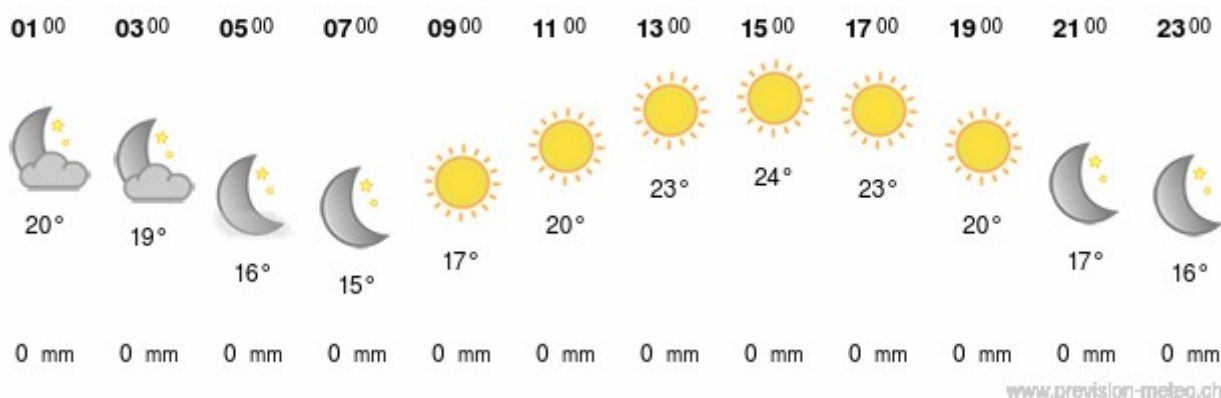 01 00 03 00 05 00 07 00 09 00 11 00 13 00 15 00 17 00 19 00 21 00 23 00
20° 19° 16° 15° 17° 20° 23° 24° 23° 20° 17° 16°
0 mm 0 mm 0 mm 0 mm 0 mm 0 mm 0 mm 0 mm 0 mm 0 mm 0 mm 0 mm
www.prevision-meteo.ch